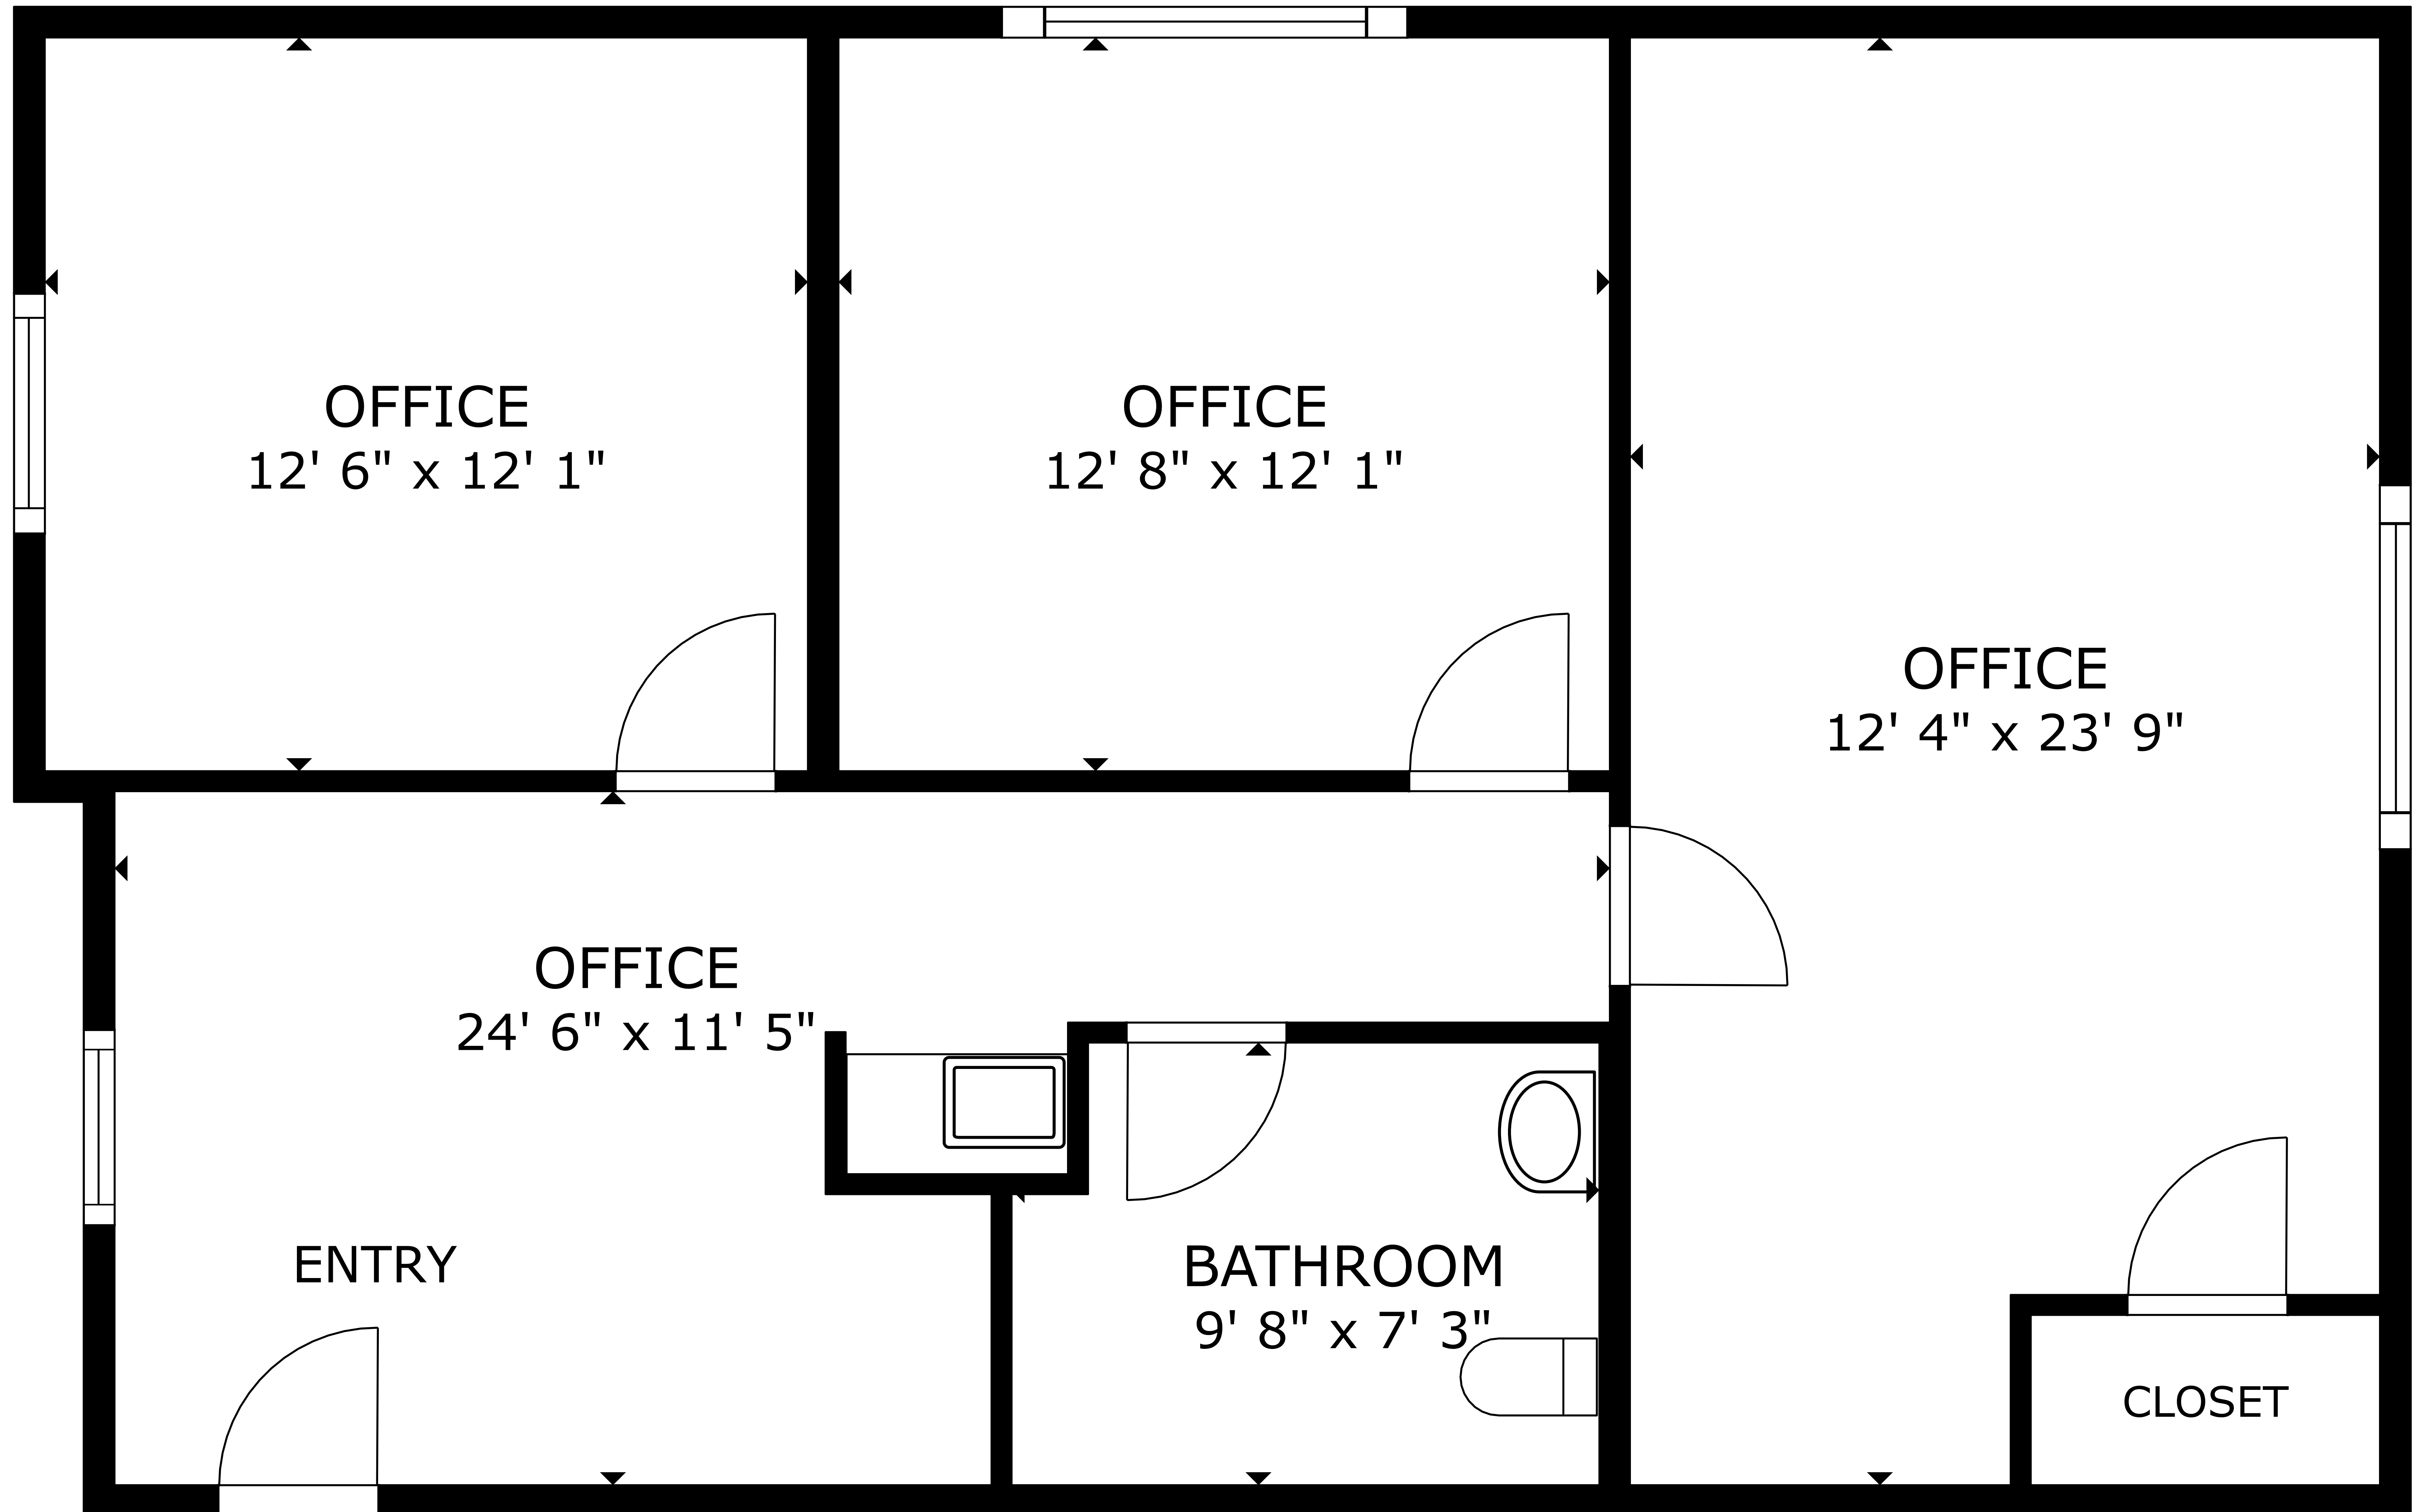 OFFICE
12' 6" x 12' 1"
OFFICE
12' 8" x 12' 1"
OFFICE
12' 4" x 23' 9"
OFFICE
24' 6" x 11' 5"
ENTRY
BATHROOM
9' 8" x 7' 3"
CLOSET